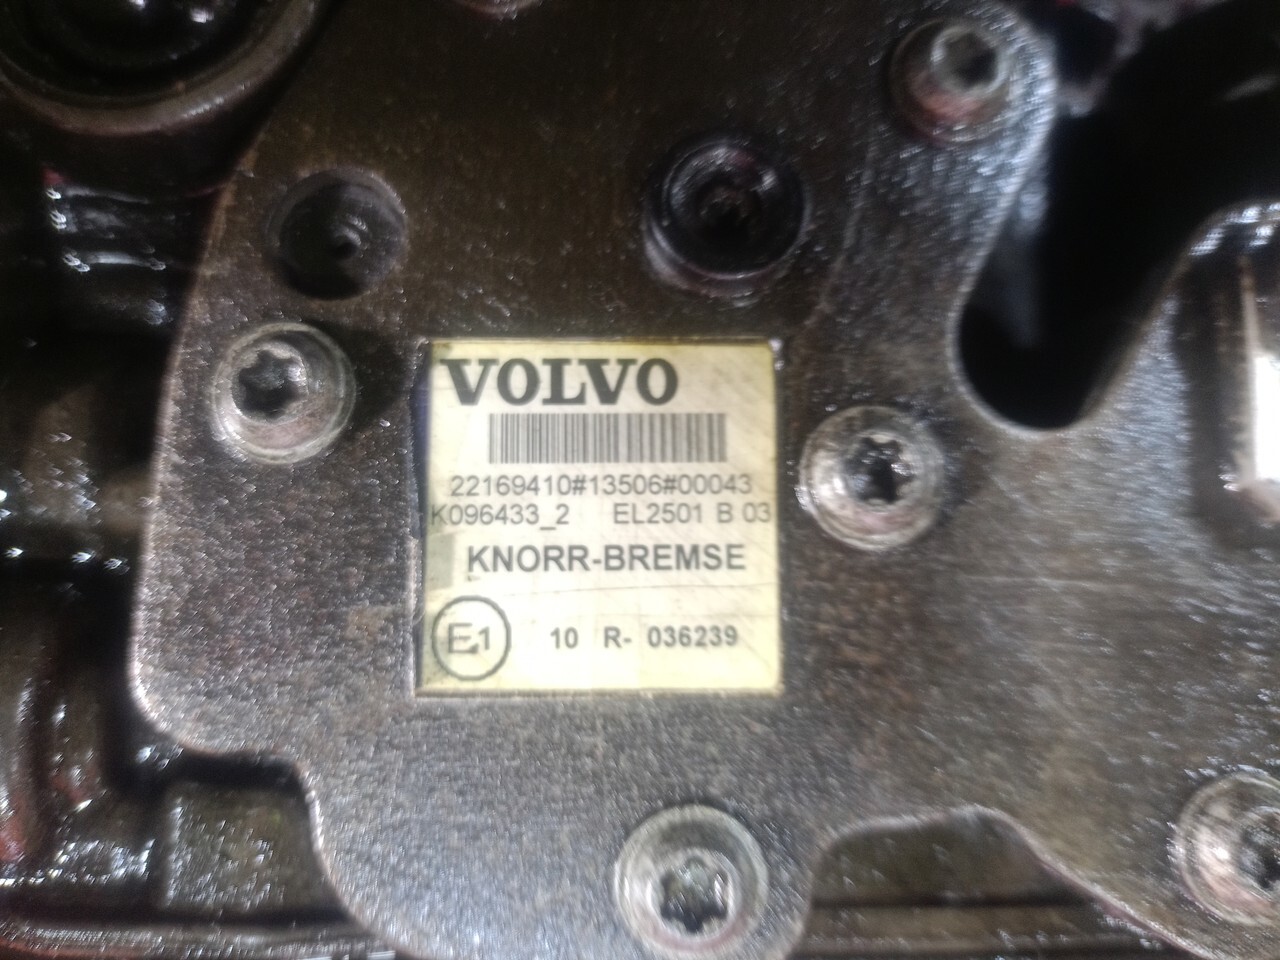 VOLVO
22169410#13506#00043
K096433_2 EL2501 B 03
KNORR-BREMSE
E1 10 R- 036239